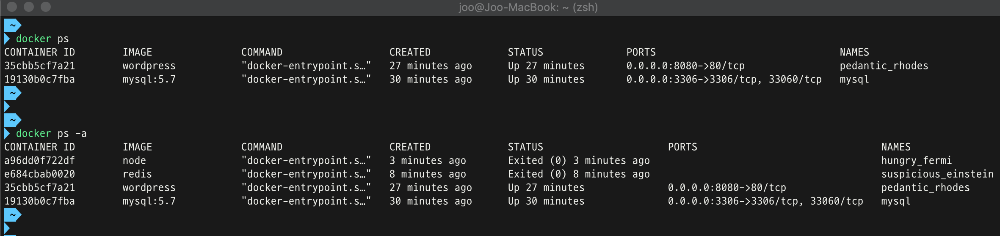 joo@Joo-MacBook: ~ (zsh)
~
docker ps
CONTAINER ID IMAGE COMMAND CREATED STATUS PORTS NAMES
35cbb5cf7a21 wordpress "docker-entrypoint.s…" 27 minutes ago Up 27 minutes 0.0.0.0:8080->80/tcp pedantic_rhodes
19130b0c7fba mysql:5.7 "docker-entrypoint.s…" 30 minutes ago Up 30 minutes 0.0.0.0:3306->3306/tcp, 33060/tcp mysql
~
~
docker ps -a
CONTAINER ID IMAGE COMMAND CREATED STATUS PORTS NAMES
a96dd0f722df node "docker-entrypoint.s…" 3 minutes ago Exited (0) 3 minutes ago hungry_fermi
e684cbab0020 redis "docker-entrypoint.s…" 8 minutes ago Exited (0) 8 minutes ago suspicious_einstein
35cbb5cf7a21 wordpress "docker-entrypoint.s…" 27 minutes ago Up 27 minutes 0.0.0.0:8080->80/tcp pedantic_rhodes
19130b0c7fba mysql:5.7 "docker-entrypoint.s…" 30 minutes ago Up 30 minutes 0.0.0.0:3306->3306/tcp, 33060/tcp mysql
~